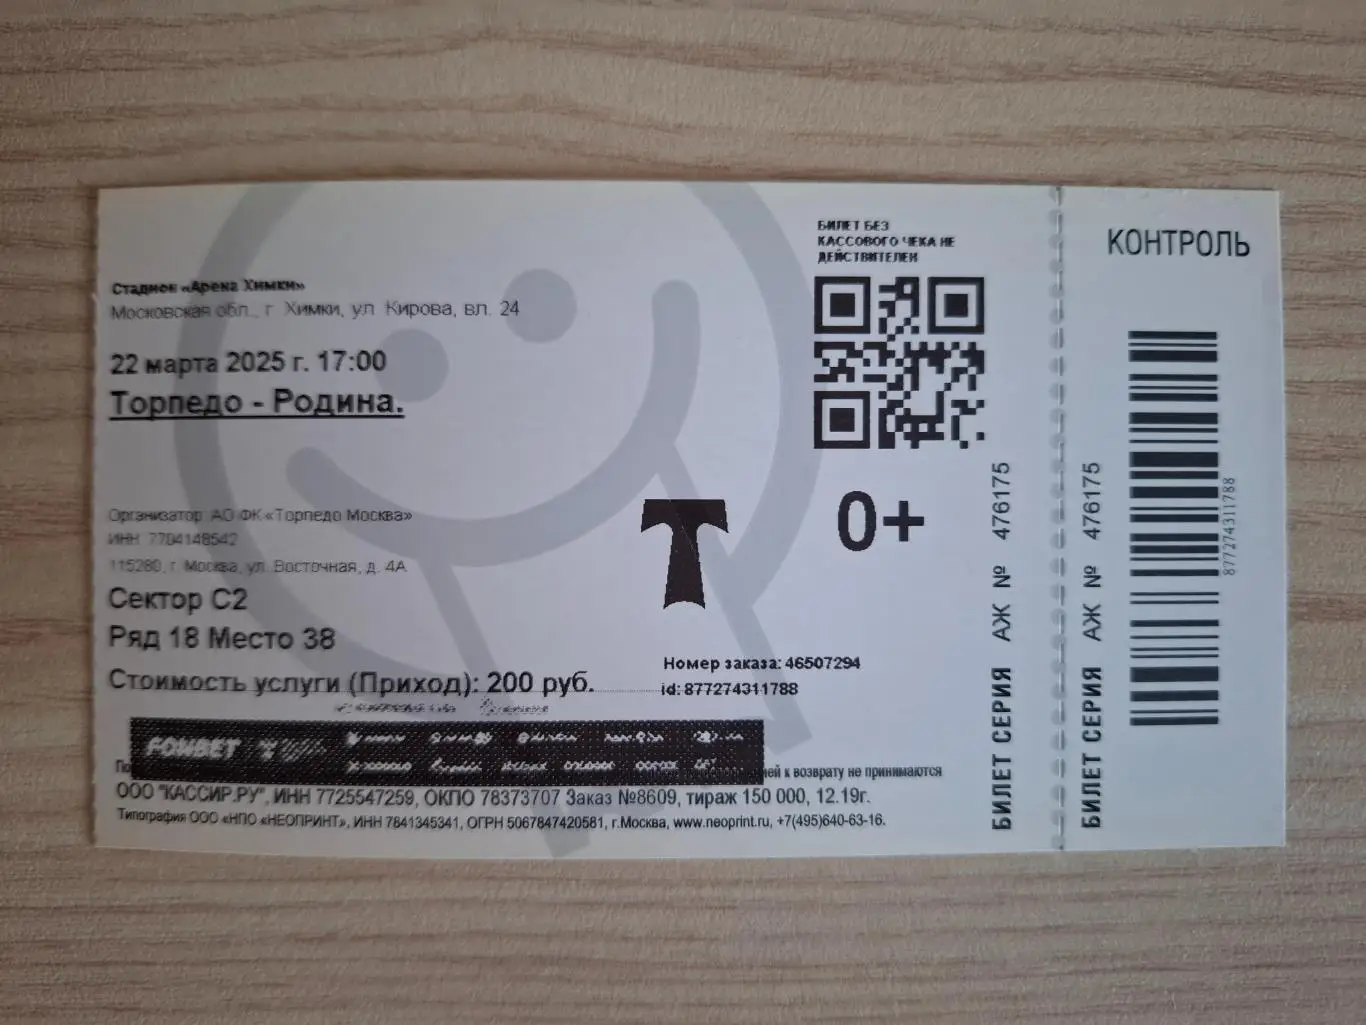 Стадион «Арена Химки»
Московская обл., г. Химки, ул. Кирова, вл. 24
22 марта 2025 г. 17:00
Торпедо - Родина.
Организатор: АО ФК «Торпедо Москва»
ИНН: 7704148542
115280, г. Москва, ул. Восточная, д. 4А
Сектор С2
Ряд 18 Место 38
Стоимость услуги (Приход): 200 руб.
БИЛЕТ БЕЗ
КАССОВОГО ЧЕКА НЕ
ДЕЙСТВИТЕЛЕН
0+
Номер заказа: 46507294
id: 877274311788
FONBET
к возврату не принимаются
ООО "КАССИР.РУ", ИНН 7725547259, ОКПО 78373707 Заказ №8609, тираж 150 000, 12.19г.
Типография ООО «НПО «НЕОПРИНТ», ИНН 7841345341, ОГРН 5067847420581, г.Москва, www.neoprint.ru, +7(495)640-63-16.
БИЛЕТ СЕРИЯ АЖ № 476175
БИЛЕТ СЕРИЯ АЖ № 476175
КОНТРОЛЬ
877274311788